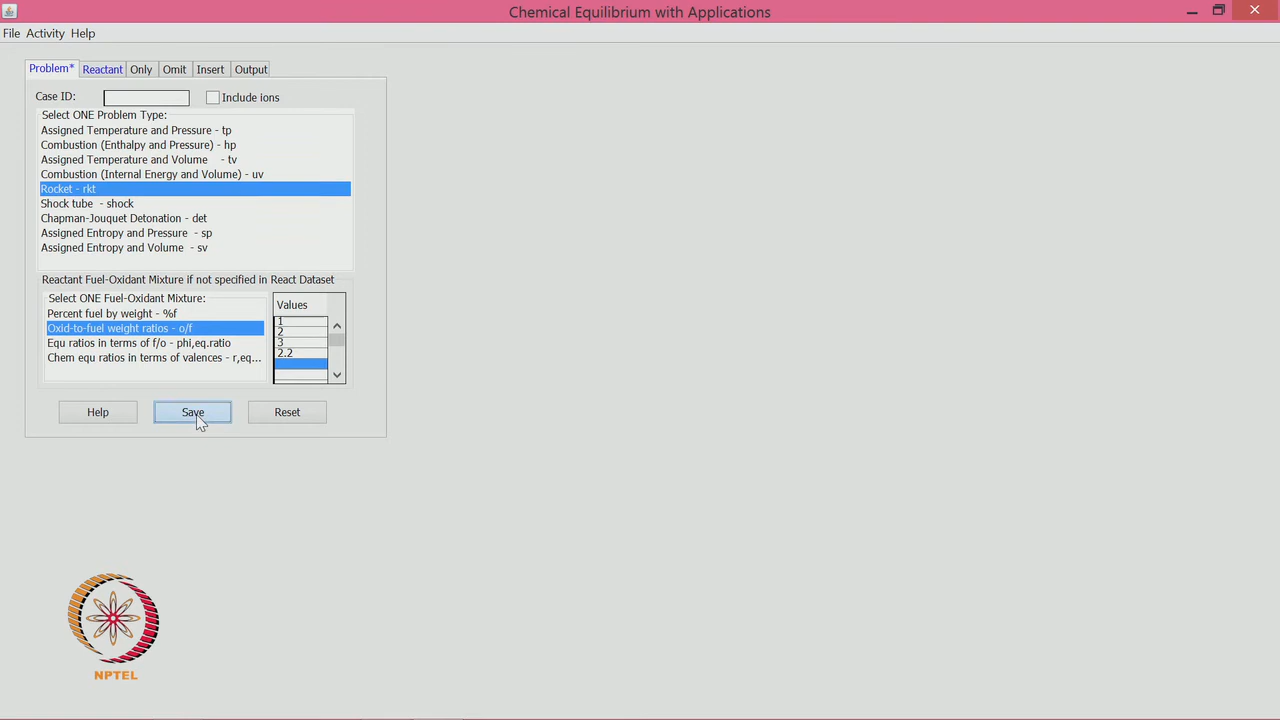 Chemical Equilibrium with Applications
File Activity Help
Problem* Reactant Only Omit Insert Output
Case ID: Include ions
Select ONE Problem Type:
Assigned Temperature and Pressure - tp
Combustion (Enthalpy and Pressure) - hp
Assigned Temperature and Volume - tv
Combustion (Internal Energy and Volume) - uv
Rocket - rkt
Shock tube - shock
Chapman-Jouquet Detonation - det
Assigned Entropy and Pressure - sp
Assigned Entropy and Volume - sv
Reactant Fuel-Oxidant Mixture if not specified in React Dataset
Select ONE Fuel-Oxidant Mixture:
Percent fuel by weight - %f
Oxid-to-fuel weight ratios - o/f
Equ ratios in terms of f/o - phi,eq.ratio
Chem equ ratios in terms of valences - r,eq...
Values
1
2
3
2.2
Help Save Reset
NPTEL